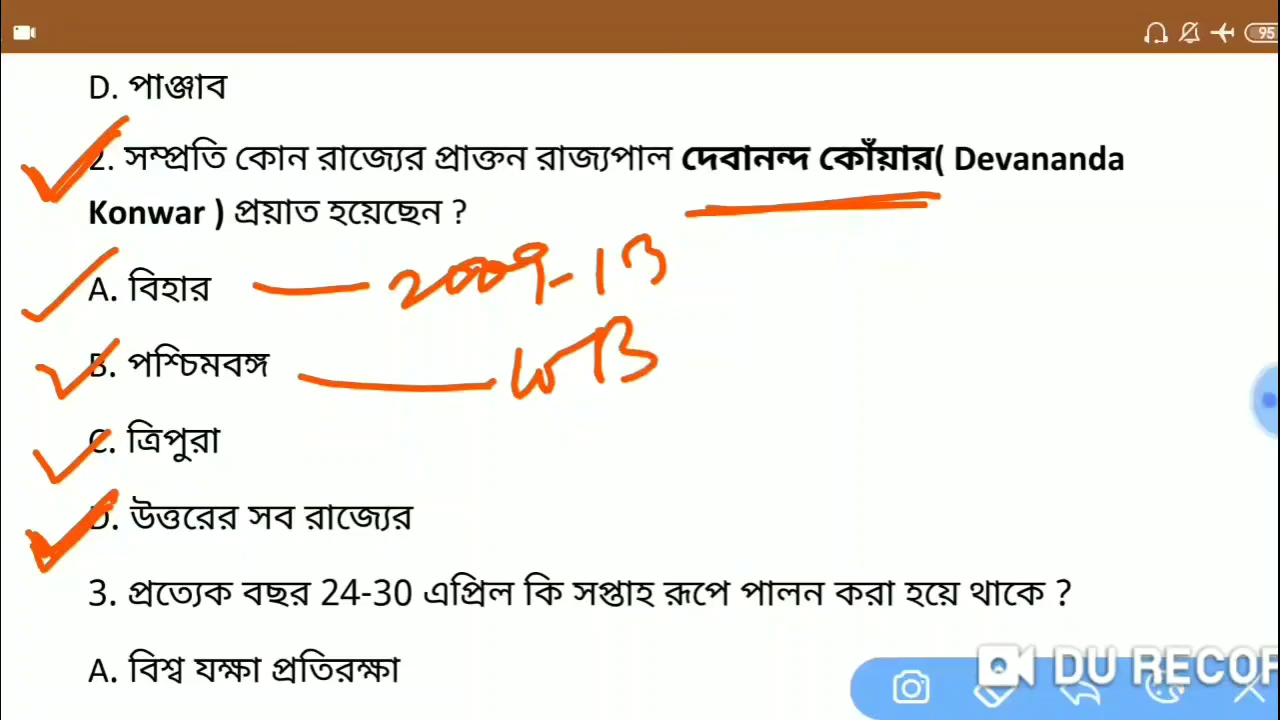 95
D. পাঞ্জাব
2. সম্প্রতি কোন রাজ্যের প্রাক্তন রাজ্যপাল দেবানন্দ কোঁয়ার( Devananda
Konwar ) প্রয়াত হয়েছেন ?
A. বিহার 2009-13
B. পশ্চিমবঙ্গ WB
C. ত্রিপুরা
D. উত্তরের সব রাজ্যের
3. প্রত্যেক বছর 24-30 এপ্রিল কি সপ্তাহ রূপে পালন করা হয়ে থাকে ?
A. বিশ্ব যক্ষা প্রতিরক্ষা
DU RECOR